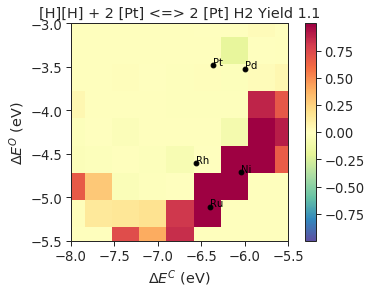 [H][H] + 2 [Pt] <=> 2 [Pt] H2 Yield 1.1
−3.0
−3.5
−4.0
−4.5
−5.0
−5.5
ΔE^O (eV)
Pt
Pd
Rh
Ni
Ru
−8.0 −7.5 −7.0 −6.5 −6.0 −5.5
ΔE^C (eV)
0.75
0.50
0.25
0.00
−0.25
−0.50
−0.75